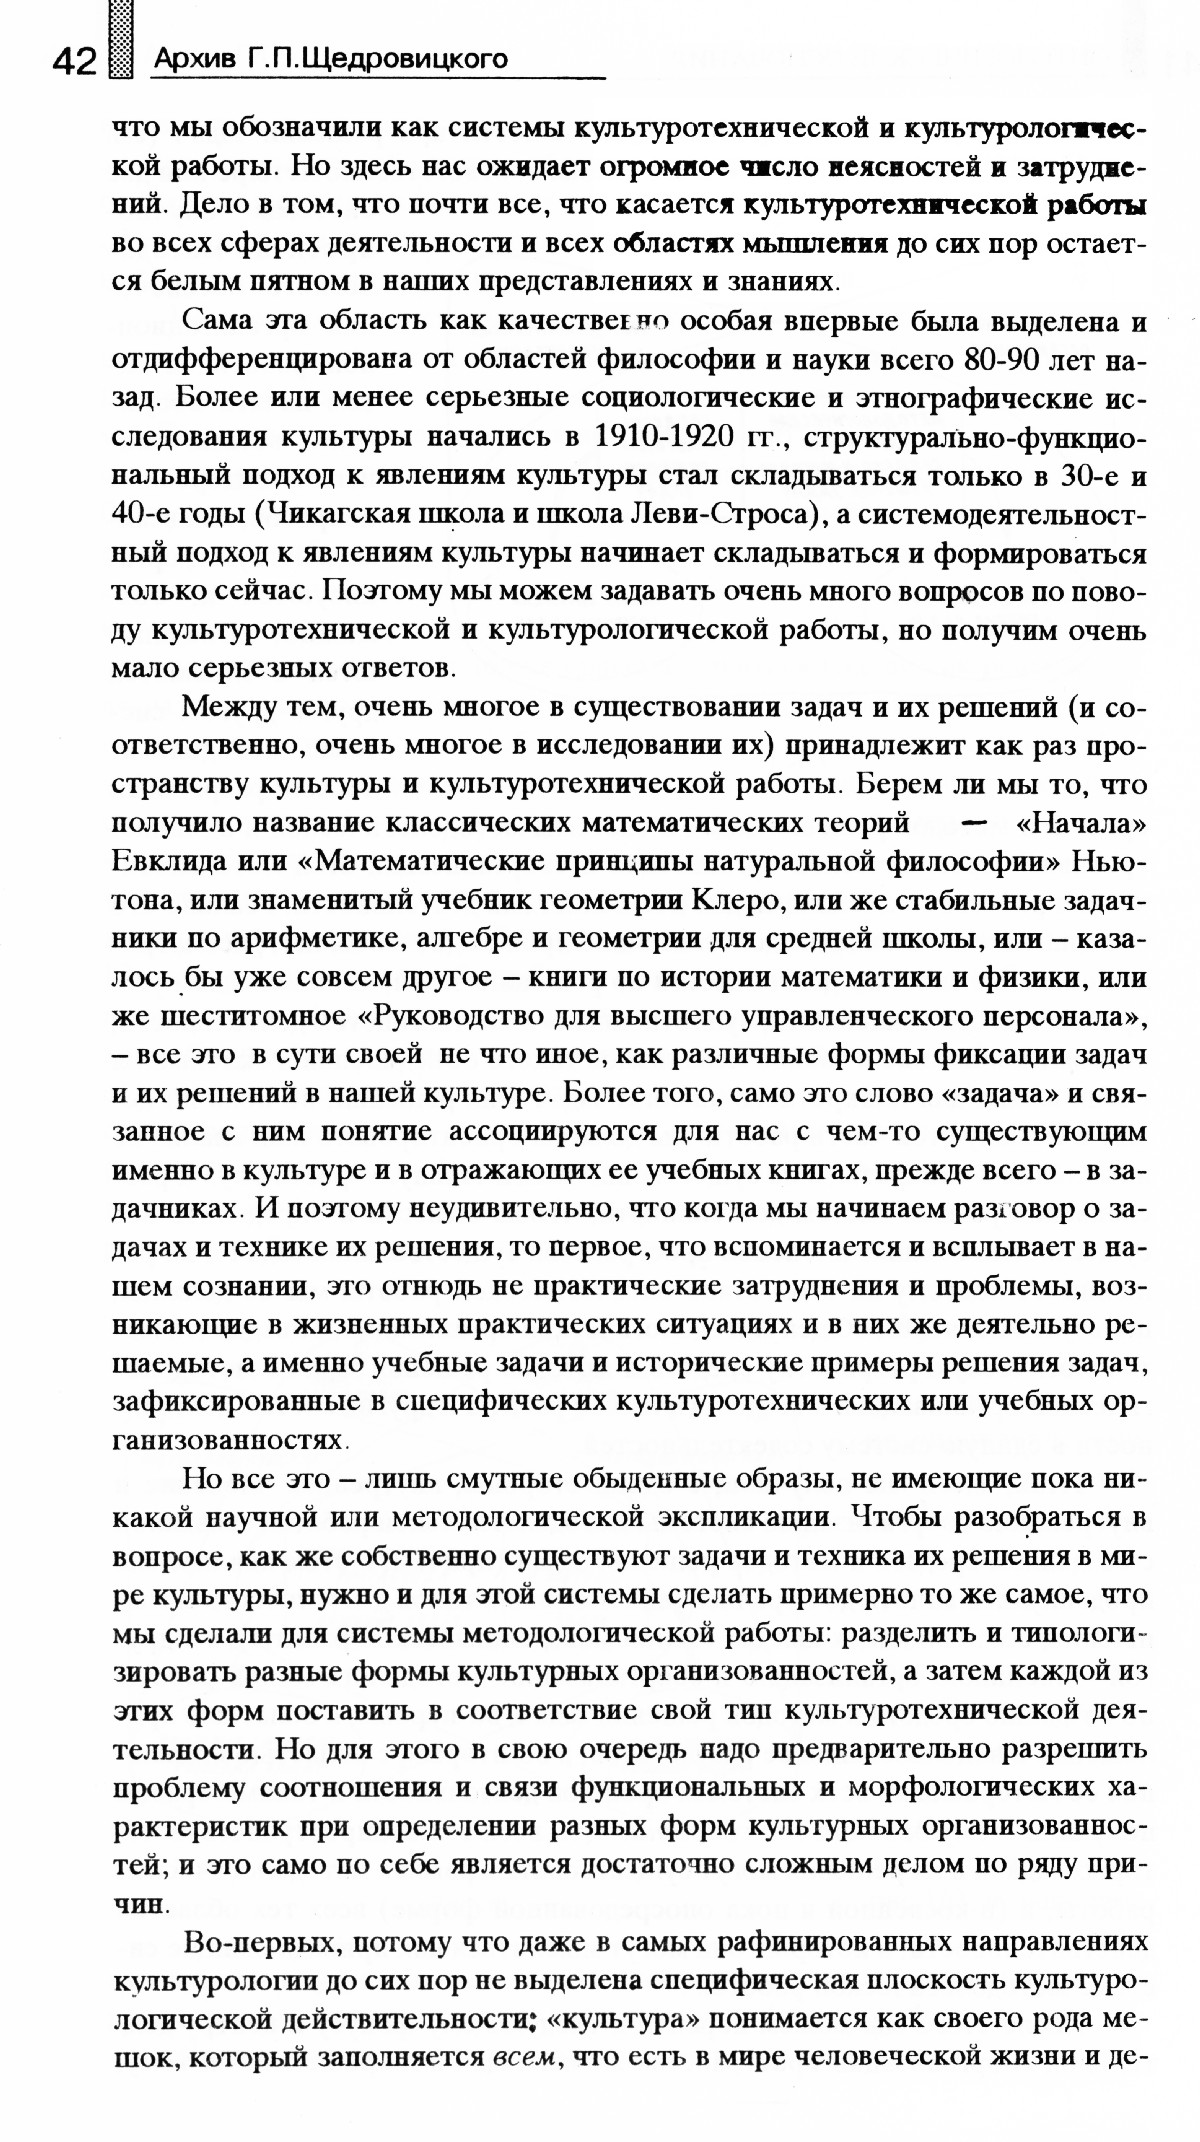 42 Архив Г.П.Щедровицкого
что мы обозначили как системы культуротехнической и культурологичес-
кой работы. Но здесь нас ожидает огромное число неясностей и затрудне-
ний. Дело в том, что почти все, что касается культуротехнической работы
во всех сферах деятельности и всех областях мышления до сих пор остает-
ся белым пятном в наших представлениях и знаниях.
Сама эта область как качественно особая впервые была выделена и
отдифференцирована от областей философии и науки всего 80-90 лет на-
зад. Более или менее серьезные социологические и этнографические ис-
следования культуры начались в 1910-1920 гг., структурально-функцио-
нальный подход к явлениям культуры стал складываться только в 30-е и
40-е годы (Чикагская школа и школа Леви-Строса), а системодеятельност-
ный подход к явлениям культуры начинает складываться и формироваться
только сейчас. Поэтому мы можем задавать очень много вопросов по пово-
ду культуротехнической и культурологической работы, но получим очень
мало серьезных ответов.
Между тем, очень многое в существовании задач и их решений (и со-
ответственно, очень многое в исследовании их) принадлежит как раз про-
странству культуры и культуротехнической работы. Берем ли мы то, что
получило название классических математических теорий — «Начала»
Евклида или «Математические принципы натуральной философии» Нью-
тона, или знаменитый учебник геометрии Клеро, или же стабильные задач-
ники по арифметике, алгебре и геометрии для средней школы, или – каза-
лось бы уже совсем другое – книги по истории математики и физики, или
же шеститомное «Руководство для высшего управленческого персонала»,
– все это в сути своей не что иное, как различные формы фиксации задач
и их решений в нашей культуре. Более того, само это слово «задача» и свя-
занное с ним понятие ассоциируются для нас с чем-то существующим
именно в культуре и в отражающих ее учебных книгах, прежде всего – в за-
дачниках. И поэтому неудивительно, что когда мы начинаем разговор о за-
дачах и технике их решения, то первое, что вспоминается и всплывает в на-
шем сознании, это отнюдь не практические затруднения и проблемы, воз-
никающие в жизненных практических ситуациях и в них же деятельно ре-
шаемые, а именно учебные задачи и исторические примеры решения задач,
зафиксированные в специфических культуротехнических или учебных ор-
ганизованностях.
Но все это – лишь смутные обыденные образы, не имеющие пока ни-
какой научной или методологической экспликации. Чтобы разобраться в
вопросе, как же собственно существуют задачи и техника их решения в ми-
ре культуры, нужно и для этой системы сделать примерно то же самое, что
мы сделали для системы методологической работы: разделить и типологи-
зировать разные формы культурных организованностей, а затем каждой из
этих форм поставить в соответствие свой тип культуротехнической дея-
тельности. Но для этого в свою очередь надо предварительно разрешить
проблему соотношения и связи функциональных и морфологических ха-
рактеристик при определении разных форм культурных организованнос-
тей; и это само по себе является достаточно сложным делом по ряду при-
чин.
Во-первых, потому что даже в самых рафинированных направлениях
культурологии до сих пор не выделена специфическая плоскость культуро-
логической действительности; «культура» понимается как своего рода ме-
шок, который заполняется всем, что есть в мире человеческой жизни и де-